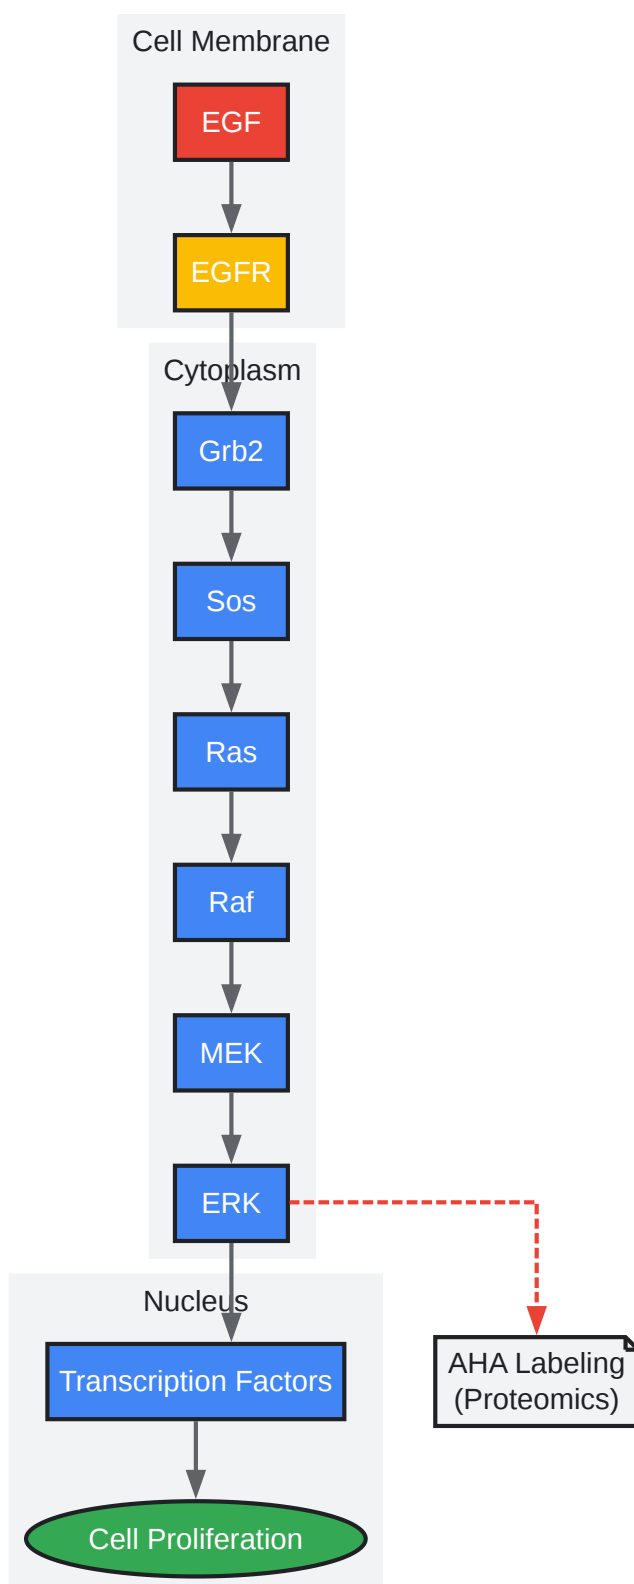 Cell Membrane
EGF
EGFR
Cytoplasm
Grb2
Sos
Ras
Raf
MEK
ERK
Nucleus
Transcription Factors
AHA Labeling
(Proteomics)
Cell Proliferation